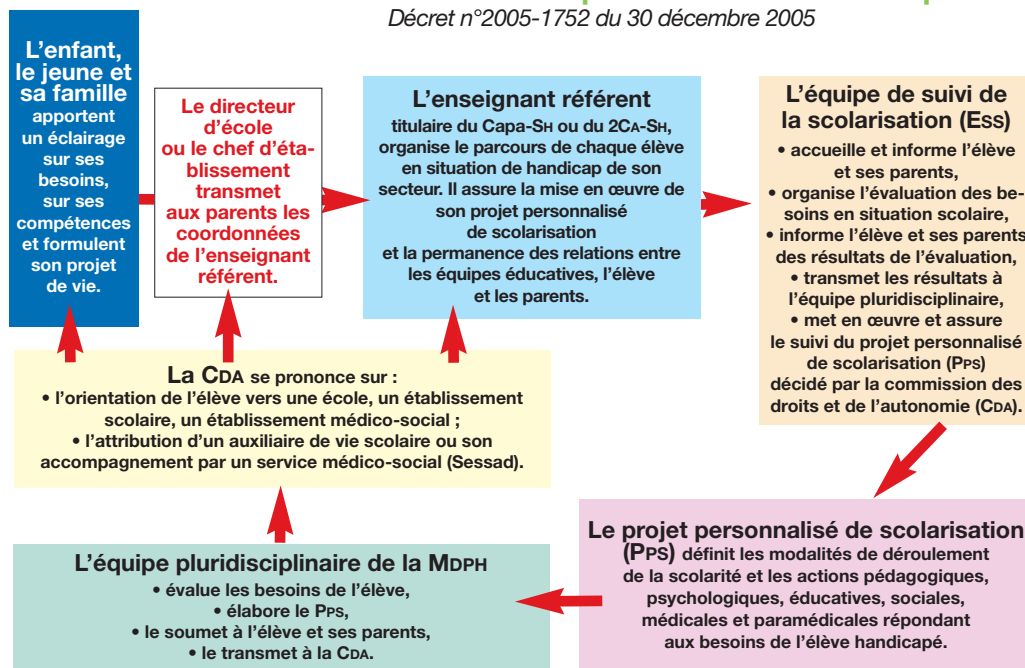 Décret n°2005-1752 du 30 décembre 2005
L'enfant,
le jeune et
sa famille
apportent
un éclairage
sur ses
besoins,
sur ses
compétences
et formulent
son projet
de vie.
Le directeur
d'école
ou le chef d'éta-
blissement
transmet
aux parents les
coordonnées
de l'enseignant
référent.
L'enseignant référent
titulaire du Capa-SH ou du 2CA-SH,
organise le parcours de chaque élève
en situation de handicap de son
secteur. Il assure la mise en œuvre de
son projet personnalisé
de scolarisation
et la permanence des relations entre
les équipes éducatives, l'élève
et les parents.
L'équipe de suivi de
la scolarisation (ESS)
• accueille et informe l'élève
et ses parents,
• organise l'évaluation des be-
soins en situation scolaire,
• informe l'élève et ses parents
des résultats de l'évaluation,
• transmet les résultats à
l'équipe pluridisciplinaire,
• met en œuvre et assure
le suivi du projet personnalisé
de scolarisation (PPS)
décidé par la commission des
droits et de l'autonomie (CDA).
La CDA se prononce sur :
• l'orientation de l'élève vers une école, un établissement
scolaire, un établissement médico-social ;
• l'attribution d'un auxiliaire de vie scolaire ou son
accompagnement par un service médico-social (Sessad).
Le projet personnalisé de scolarisation
(PPS) définit les modalités de déroulement
de la scolarité et les actions pédagogiques,
psychologiques, éducatives, sociales,
médicales et paramédicales répondant
aux besoins de l'élève handicapé.
L'équipe pluridisciplinaire de la MDPH
• évalue les besoins de l'élève,
• élabore le PPS,
• le soumet à l'élève et ses parents,
• le transmet à la CDA.